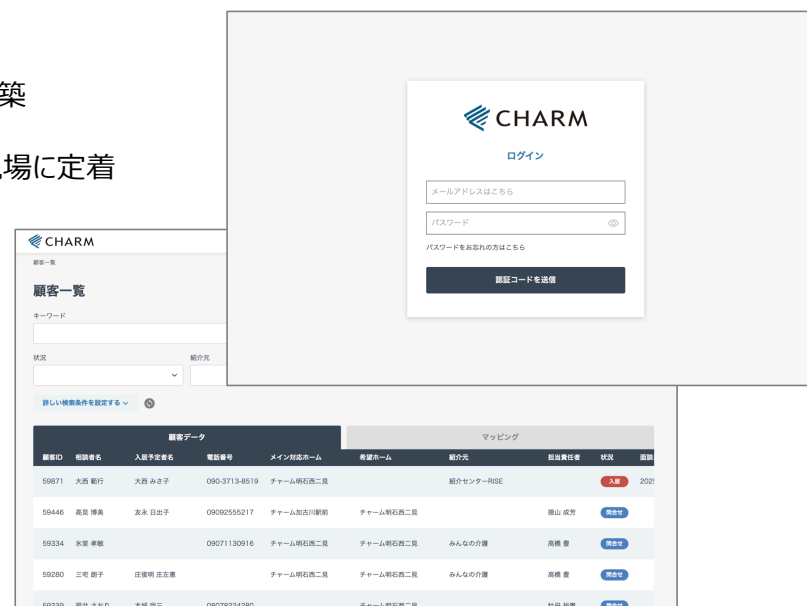 築
場に定着
CHARM
ログイン
メールアドレスはこちら
パスワード
パスワードをお忘れの方はこちら
認証コードを送信
CHARM
顧客一覧
顧客一覧
キーワード
状況 紹介元
詳しい検索条件を設定する
顧客データ マッピング
顧客ID 相談者名 入居予定者名 電話番号 メイン対応ホーム 希望ホーム 紹介元 担当責任者 状況 面談
59871 大西 範行 大西 みさ子 090-3713-8519 チャーム明石西二見 紹介センターRISE 入居 2025
59446 高見 博美 友永 日出子 09092555217 チャーム加古川駅前 チャーム明石西二見 徳山 成芳 問合せ
59334 氷室 孝敏 09071130916 チャーム明石西二見 チャーム明石西二見 みんなの介護 高橋 豊 問合せ
59280 三宅 朗子 庄俊明 庄左恵 チャーム明石西二見 チャーム明石西二見 みんなの介護 高橋 豊 問合せ